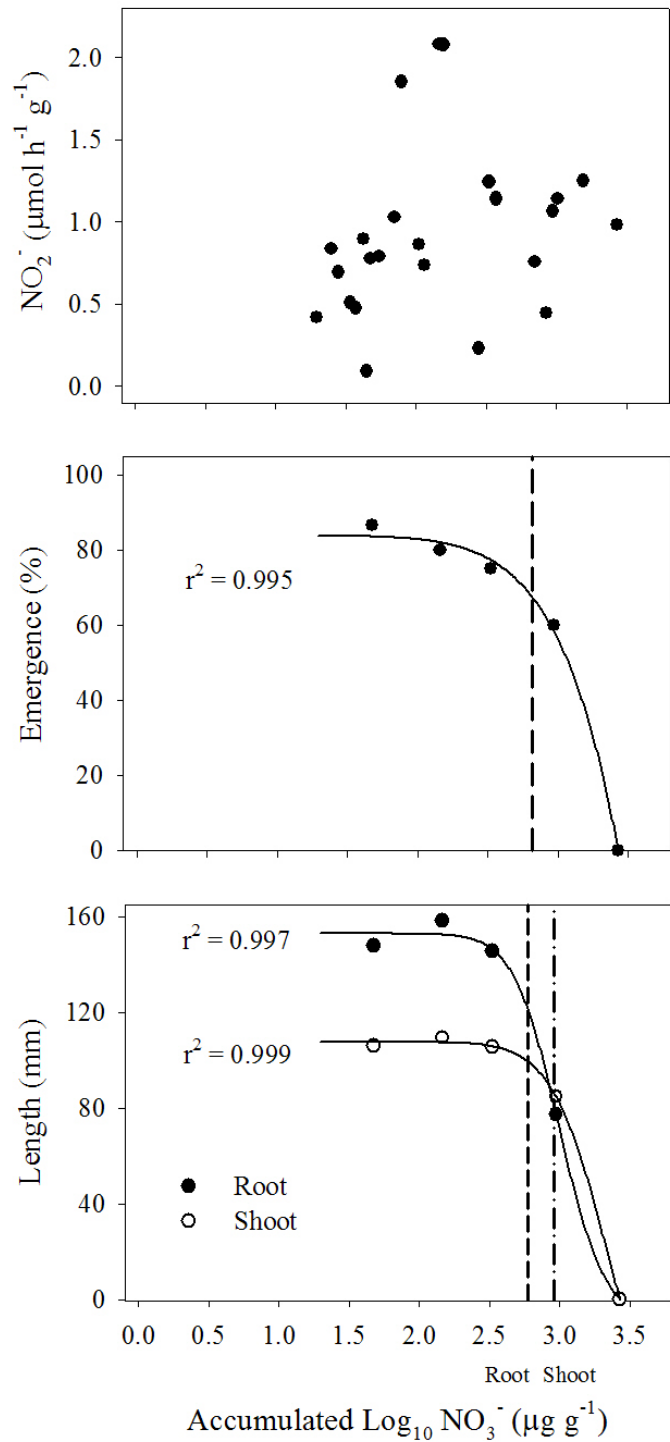 NO₂⁻ (µmol h⁻¹ g⁻¹)
2.0
1.5
1.0
0.5
0.0
Emergence (%)
100
80
60
40
20
0
r² = 0.995
Length (mm)
160
120
80
40
0
r² = 0.997
r² = 0.999
Root
Shoot
0.0 0.5 1.0 1.5 2.0 2.5 3.0 3.5
Root Shoot
Accumulated Log₁₀ NO₃⁻ (µg g⁻¹)